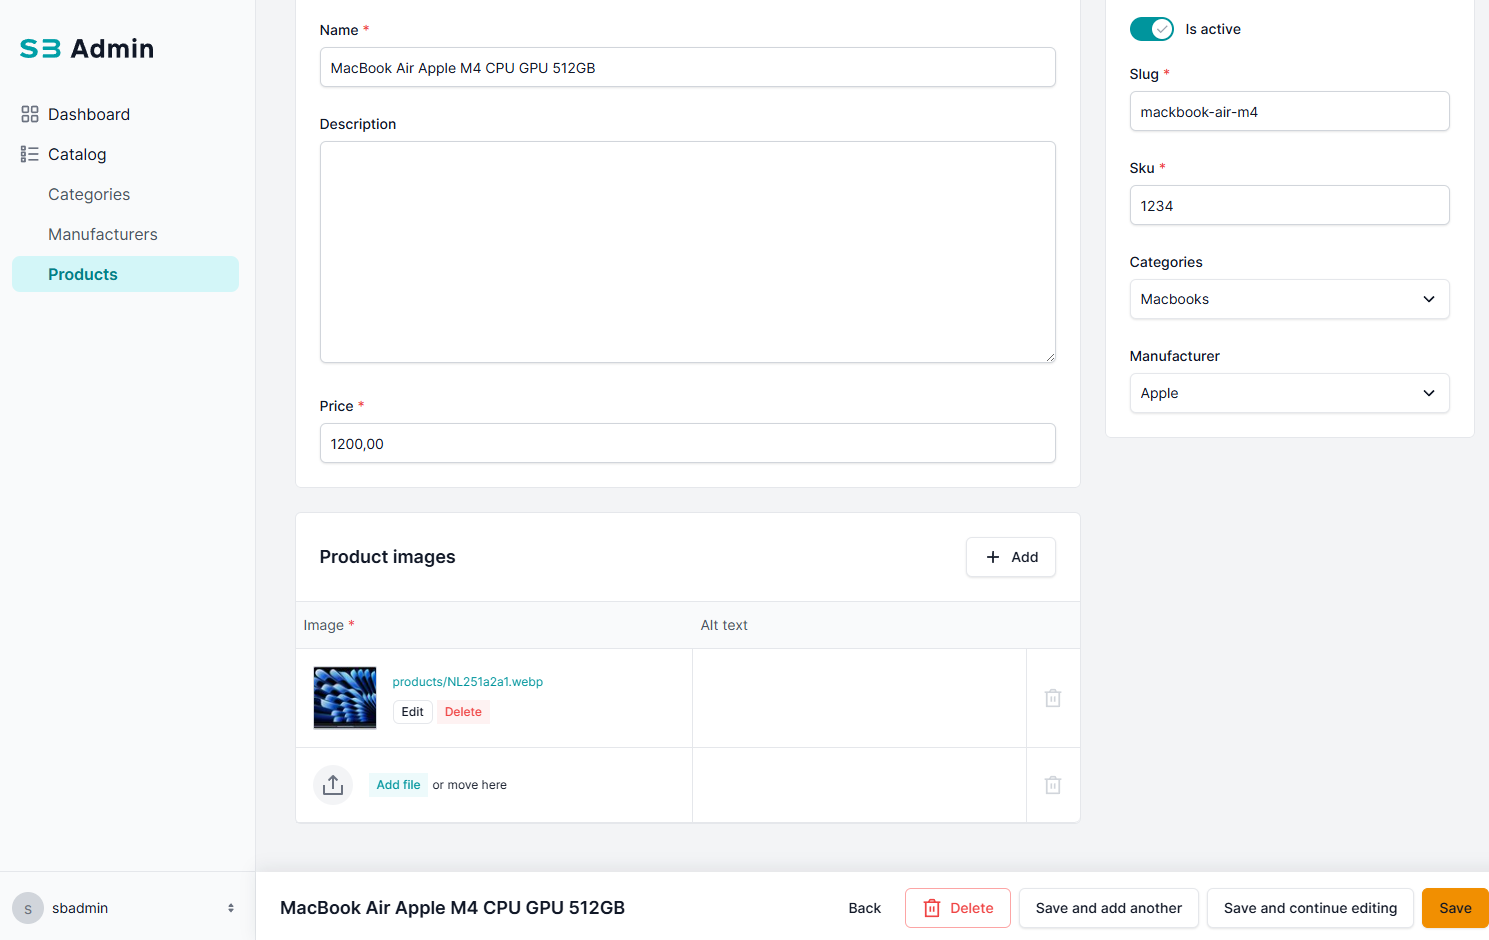 SB Admin
Dashboard
Catalog
Categories
Manufacturers
Products
Name *
MacBook Air Apple M4 CPU GPU 512GB
Description
Price *
1200,00
Is active
Slug *
mackbook-air-m4
Sku *
1234
Categories
Macbooks
Manufacturer
Apple
Product images
Add
Image *
Alt text
products/NL251a2a1.webp
Edit
Delete
Add file or move here
S
sbadmin
MacBook Air Apple M4 CPU GPU 512GB
Back
Delete
Save and add another
Save and continue editing
Save